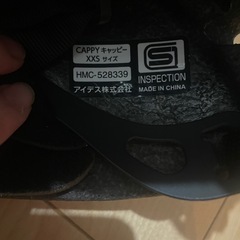 CAPPY キャッピー
XXS サイズ
HMC-528339
アイデス株式会社
SG
INSPECTION
MADE IN CHINA